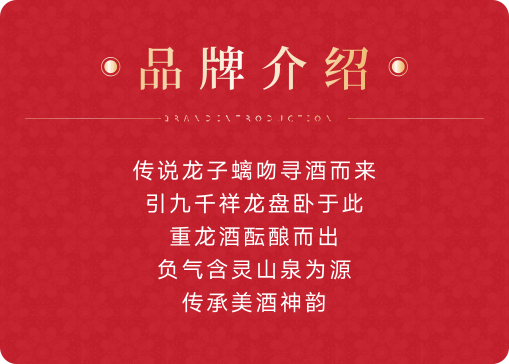 品牌介绍
BRANDINTRODUCTION
传说龙子螭吻寻酒而来
引九千祥龙盘卧于此
重龙酒酝酿而出
负气含灵山泉为源
传承美酒神韵